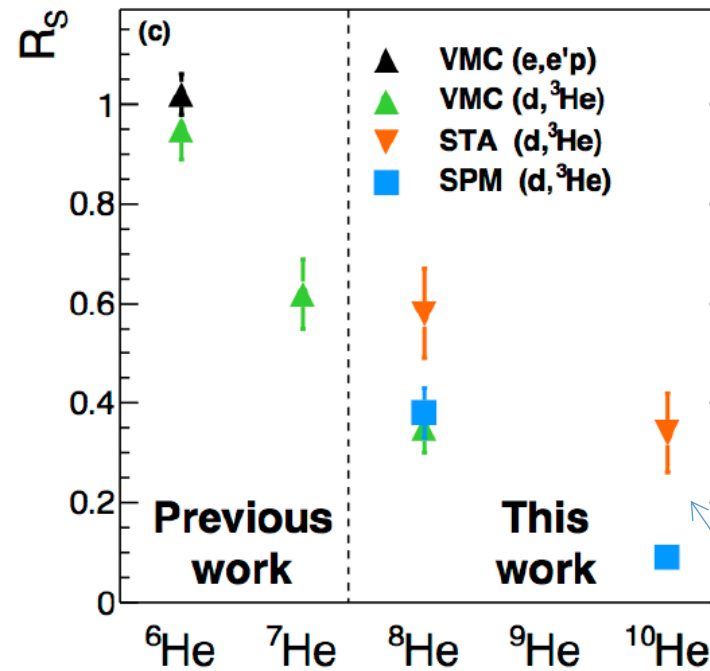 R_S
(c)
VMC (e,e'p)
VMC (d,³He)
STA (d,³He)
SPM (d,³He)
1
0.8
0.6
0.4
0.2
0
Previous
work
This
work
⁶He ⁷He ⁸He ⁹He ¹⁰He